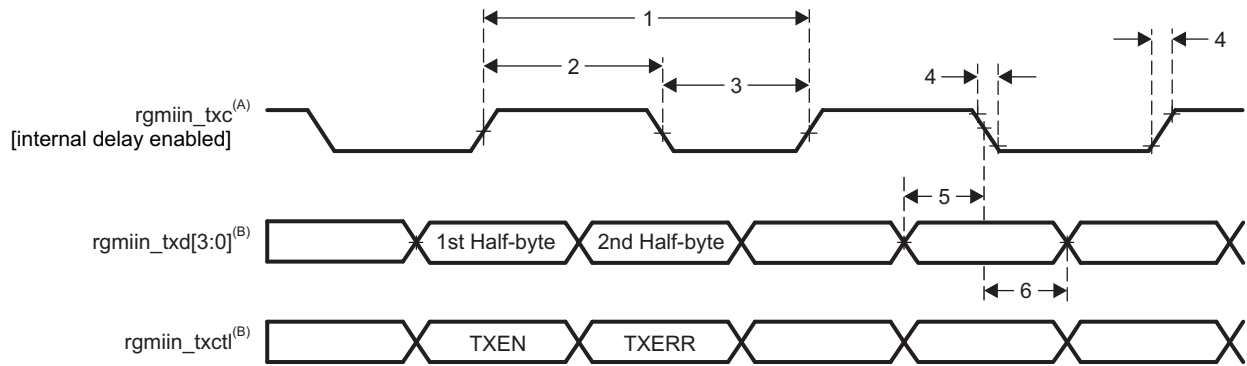 1
4
2
4
3
rgmiin_txc(A)
[internal delay enabled]
5
rgmiin_txd[3:0](B)
1st Half-byte
2nd Half-byte
6
rgmiin_txctl(B)
TXEN
TXERR